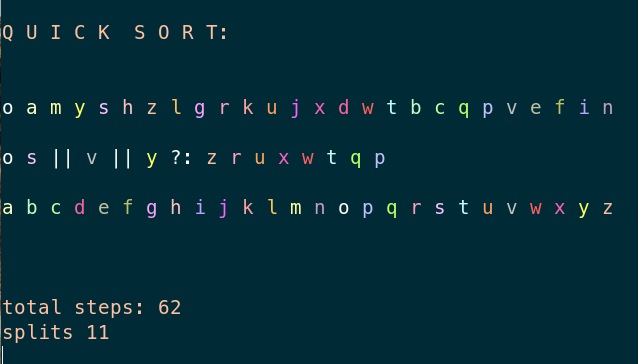 Q U I C K  S O R T:
o a m y s h z l g r k u j x d w t b c q p v e f i n
o s || v || y ?: z r u x w t q p
a b c d e f g h i j k l m n o p q r s t u v w x y z
total steps: 62
splits 11